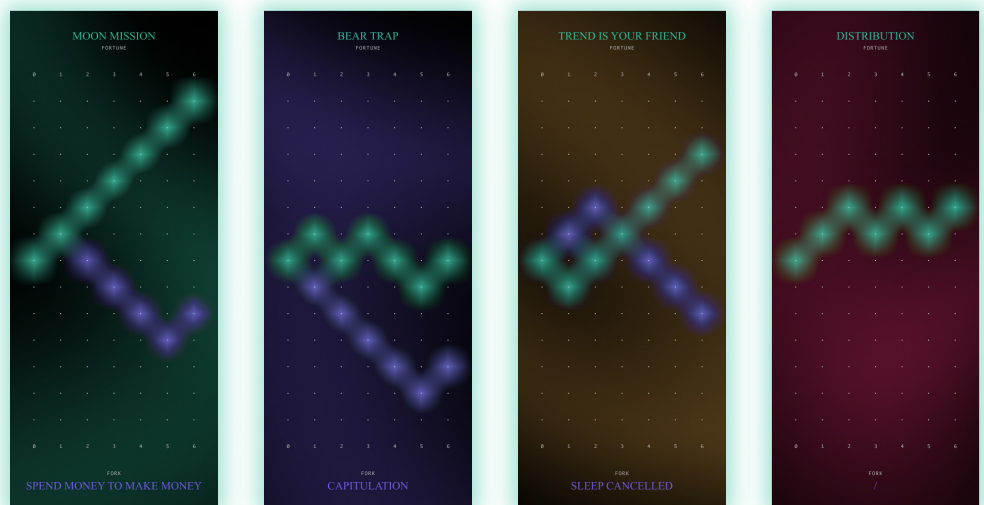 MOON MISSION
FORTUNE
0 1 2 3 4 5 6
0 1 2 3 4 5 6
FORK
SPEND MONEY TO MAKE MONEY
BEAR TRAP
FORTUNE
0 1 2 3 4 5 6
0 1 2 3 4 5 6
FORK
CAPITULATION
TREND IS YOUR FRIEND
FORTUNE
0 1 2 3 4 5 6
0 1 2 3 4 5 6
FORK
SLEEP CANCELLED
DISTRIBUTION
FORTUNE
0 1 2 3 4 5 6
0 1 2 3 4 5 6
FORK
/